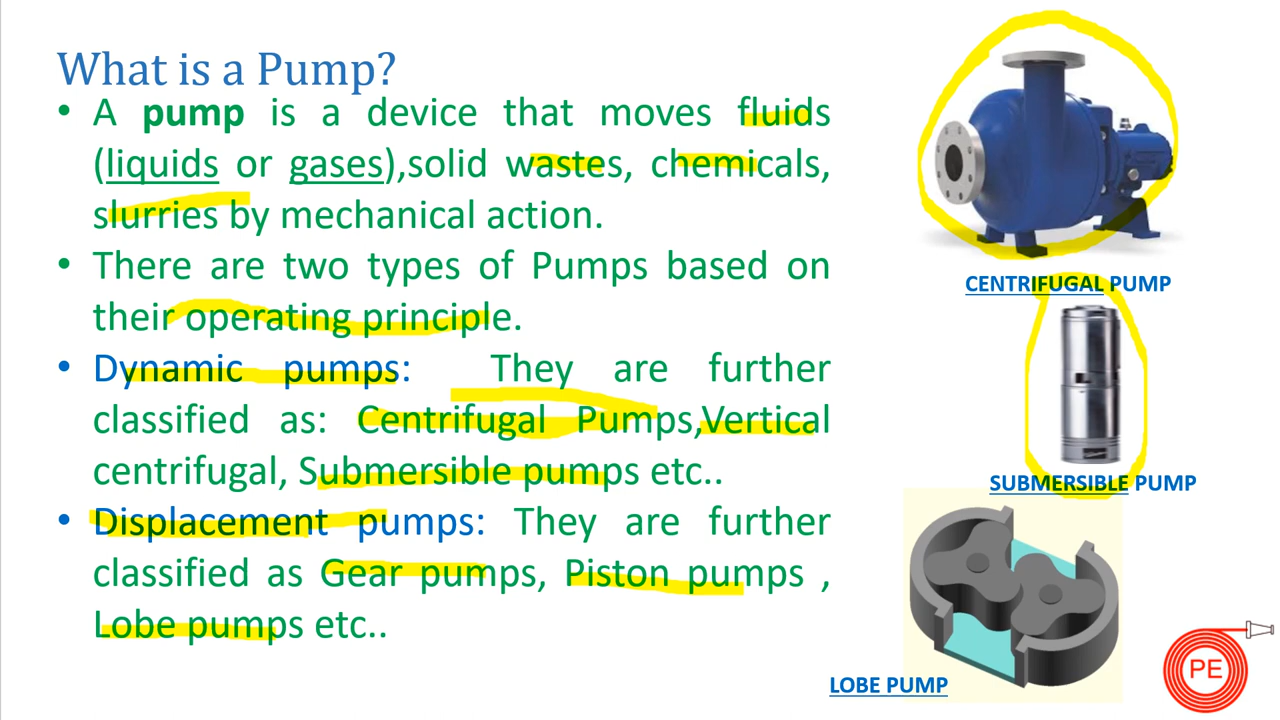 What is a Pump?
• A pump is a device that moves fluids
(liquids or gases),solid wastes, chemicals,
slurries by mechanical action.
• There are two types of Pumps based on
their operating principle.
• Dynamic pumps: They are further
classified as: Centrifugal Pumps,Vertical
centrifugal, Submersible pumps etc..
• Displacement pumps: They are further
classified as Gear pumps, Piston pumps ,
Lobe pumps etc..
CENTRIFUGAL PUMP
SUBMERSIBLE PUMP
LOBE PUMP
PE